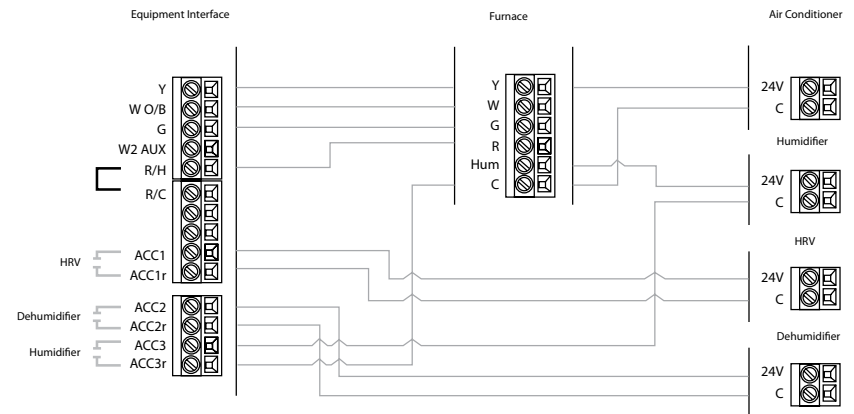 Equipment Interface
Furnace
Air Conditioner
Y
W O/B
G
W2 AUX
R/H
R/C
HRV
ACC1
ACC1r
Dehumidifier
ACC2
ACC2r
Humidifier
ACC3
ACC3r
Y
W
G
R
Hum
C
24V
C
Humidifier
24V
C
HRV
24V
C
Dehumidifier
24V
C